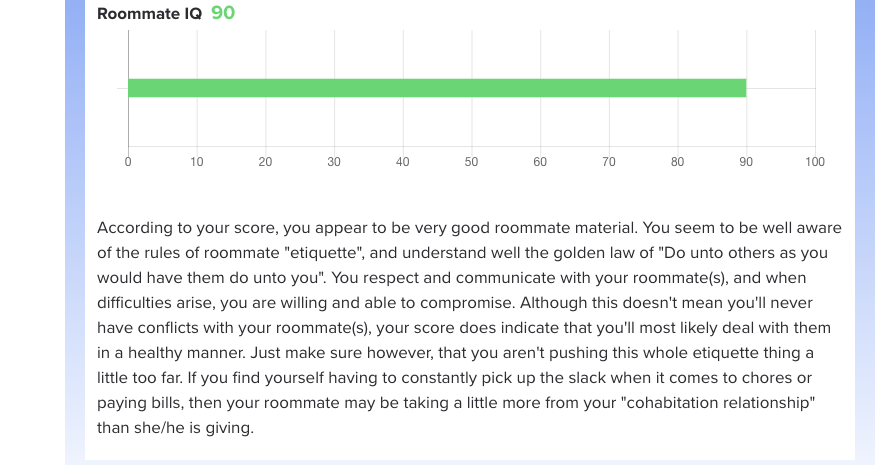 Roommate IQ 90
0 10 20 30 40 50 60 70 80 90 100
According to your score, you appear to be very good roommate material. You seem to be well aware
of the rules of roommate "etiquette", and understand well the golden law of "Do unto others as you
would have them do unto you". You respect and communicate with your roommate(s), and when
difficulties arise, you are willing and able to compromise. Although this doesn't mean you'll never
have conflicts with your roommate(s), your score does indicate that you'll most likely deal with them
in a healthy manner. Just make sure however, that you aren't pushing this whole etiquette thing a
little too far. If you find yourself having to constantly pick up the slack when it comes to chores or
paying bills, then your roommate may be taking a little more from your "cohabitation relationship"
than she/he is giving.